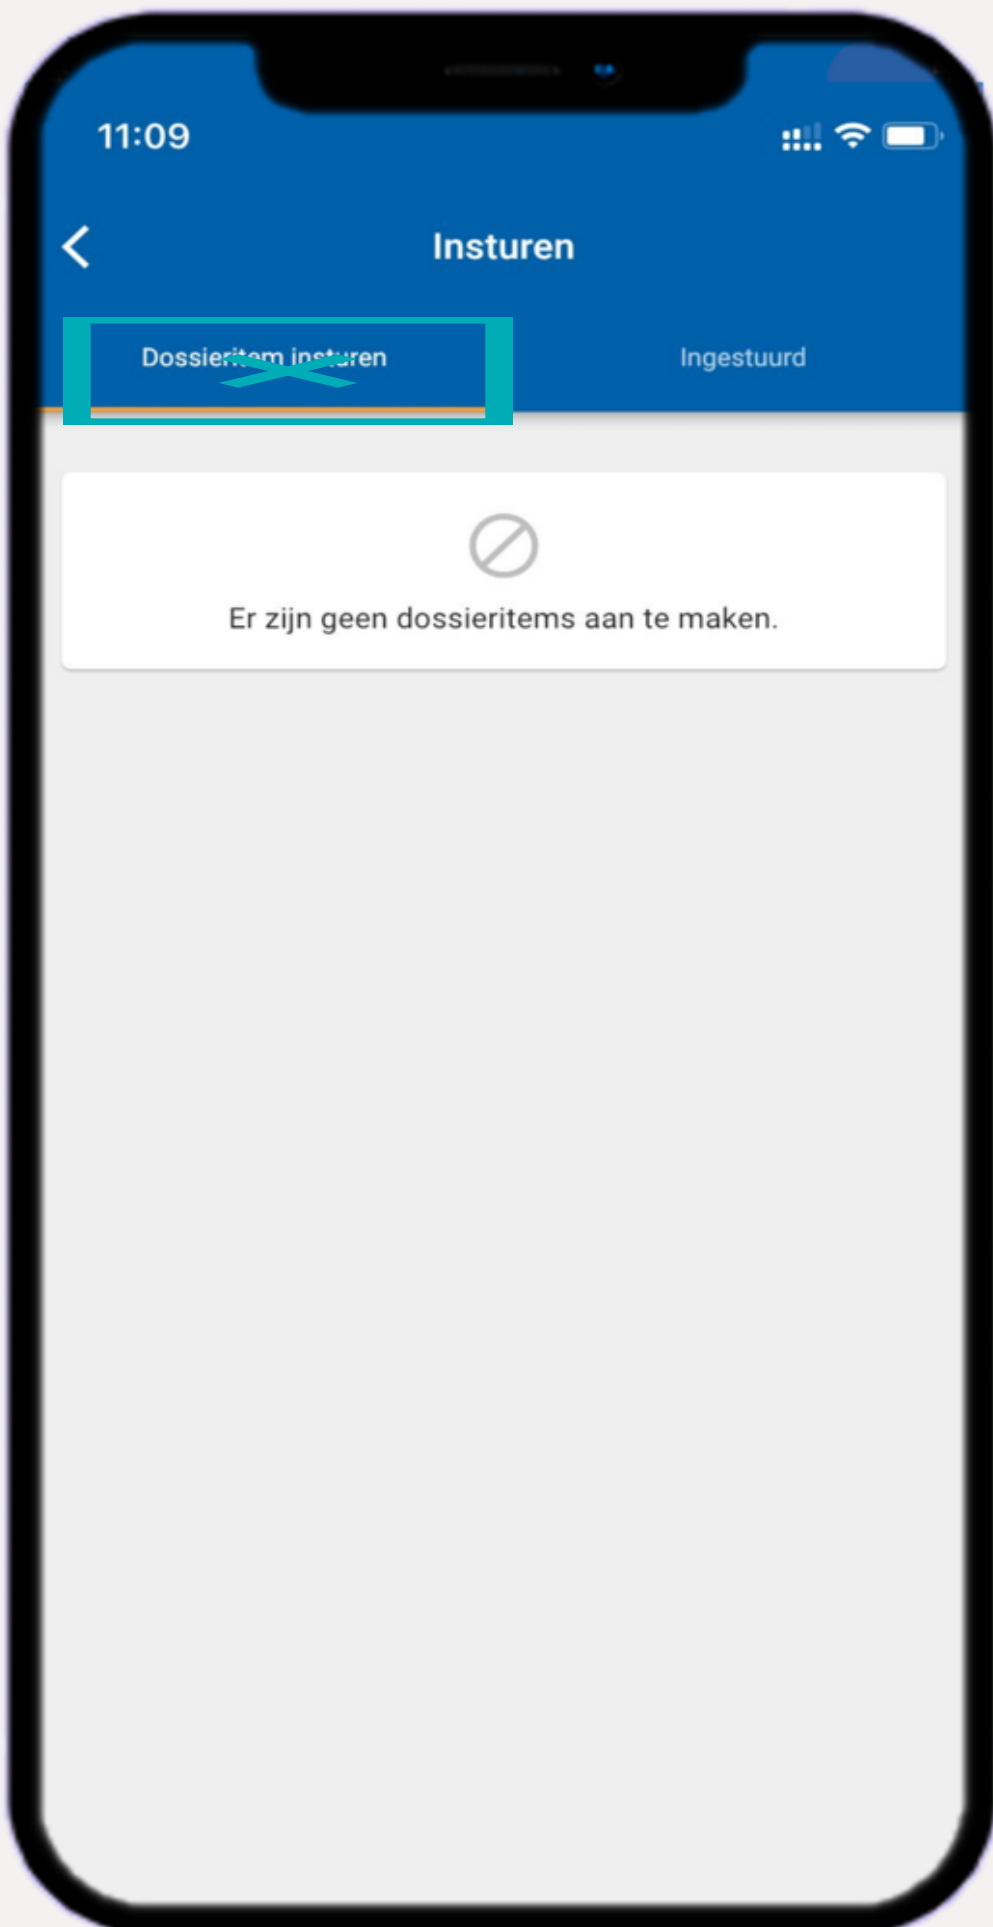 11:09
Insturen
Dossieritem insturen
Ingestuurd
Er zijn geen dossieritems aan te maken.